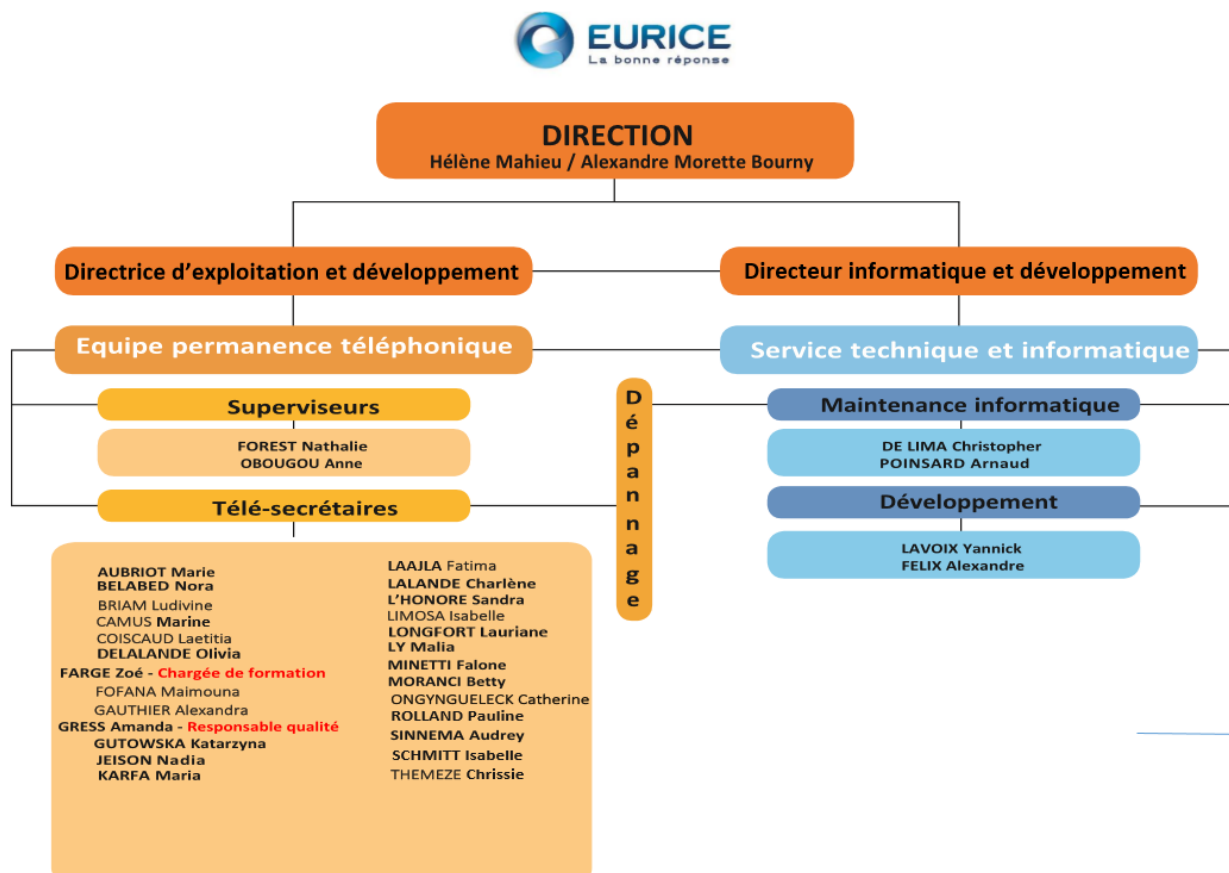 EURICE
La bonne réponse
DIRECTION
Hélène Mahieu / Alexandre Morette Bourny
Directrice d'exploitation et développement
Directeur informatique et développement
Equipe permanence téléphonique
Service technique et informatique
Superviseurs
FOREST Nathalie
OBOUGOU Anne
Télé-secrétaires
AUBRIOT Marie
BELABED Nora
BRIAM Ludivine
CAMUS Marine
COISCAUD Laetitia
DELALANDE Olivia
FARGE Zoé - Chargée de formation
FOFANA Maimouna
GAUTHIER Alexandra
GRESS Amanda - Responsable qualité
GUTOWSKA Katarzyna
JEISON Nadia
KARFA Maria
LAAJLA Fatima
LALANDE Charlène
L'HONORE Sandra
LIMOSA Isabelle
LONGFORT Lauriane
LY Malia
MINETTI Falone
MORANCI Betty
ONGYNGUELECK Catherine
ROLLAND Pauline
SINNEMA Audrey
SCHMITT Isabelle
THEMEZE Chrissie
Dépannage
Maintenance informatique
DE LIMA Christopher
POINSARD Arnaud
Développement
LAVOIX Yannick
FELIX Alexandre